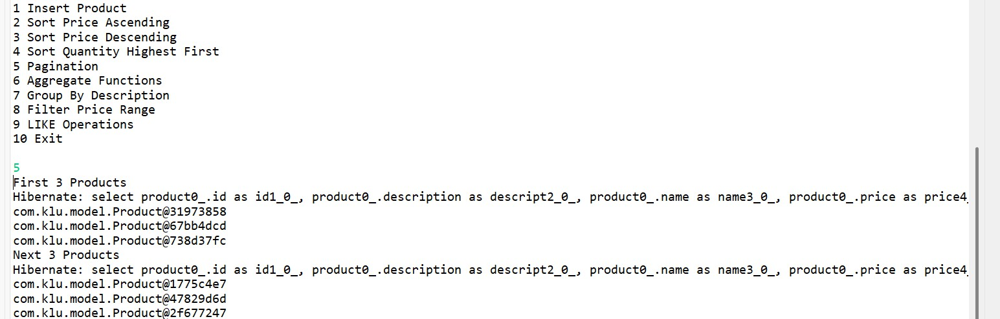 1 Insert Product
2 Sort Price Ascending
3 Sort Price Descending
4 Sort Quantity Highest First
5 Pagination
6 Aggregate Functions
7 Group By Description
8 Filter Price Range
9 LIKE Operations
10 Exit
5
First 3 Products
Hibernate: select product0_.id as id1_0_, product0_.description as descript2_0_, product0_.name as name3_0_, product0_.price as price4_
com.klu.model.Product@31973858
com.klu.model.Product@67bb4dcd
com.klu.model.Product@738d37fc
Next 3 Products
Hibernate: select product0_.id as id1_0_, product0_.description as descript2_0_, product0_.name as name3_0_, product0_.price as price4_
com.klu.model.Product@1775c4e7
com.klu.model.Product@47829d6d
com.klu.model.Product@2f677247